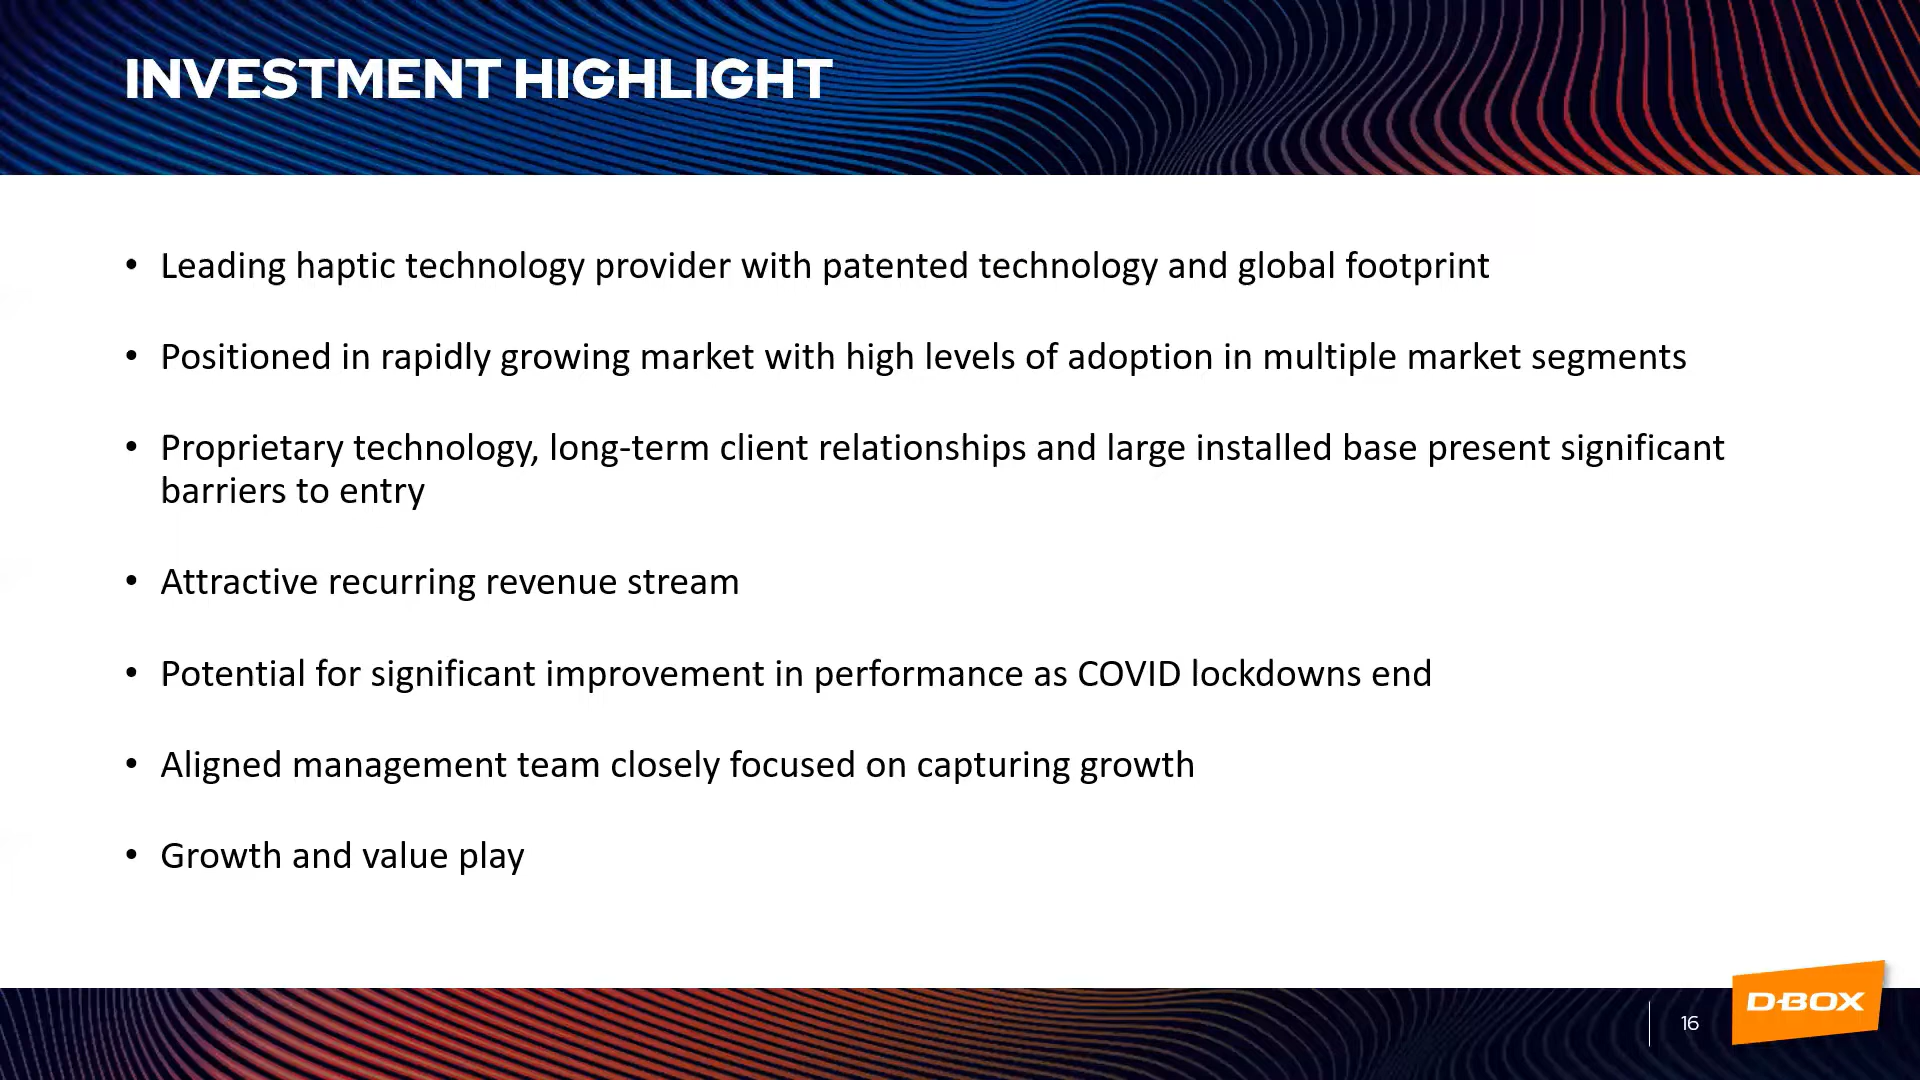 INVESTMENT HIGHLIGHT
• Leading haptic technology provider with patented technology and global footprint
• Positioned in rapidly growing market with high levels of adoption in multiple market segments
• Proprietary technology, long-term client relationships and large installed base present significant
barriers to entry
• Attractive recurring revenue stream
• Potential for significant improvement in performance as COVID lockdowns end
• Aligned management team closely focused on capturing growth
• Growth and value play
16
D-BOX